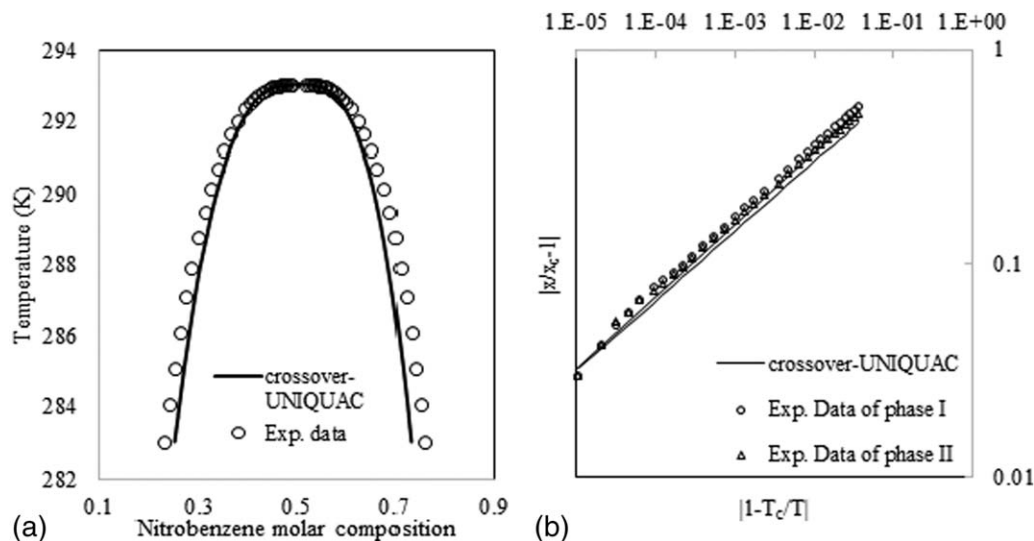 294
292
290
288
286
284
282
Temperature (K)
crossover-
UNIQUAC
Exp. data
0.1
0.3
0.5
0.7
0.9
Nitrobenzene molar composition
(a)
1.E-05 1.E-04 1.E-03 1.E-02 1.E-01 1.E+00
1
0.1
0.01
|x/xc-1|
crossover-UNIQUAC
Exp. Data of phase I
Exp. Data of phase II
|1-Tc/T|
(b)